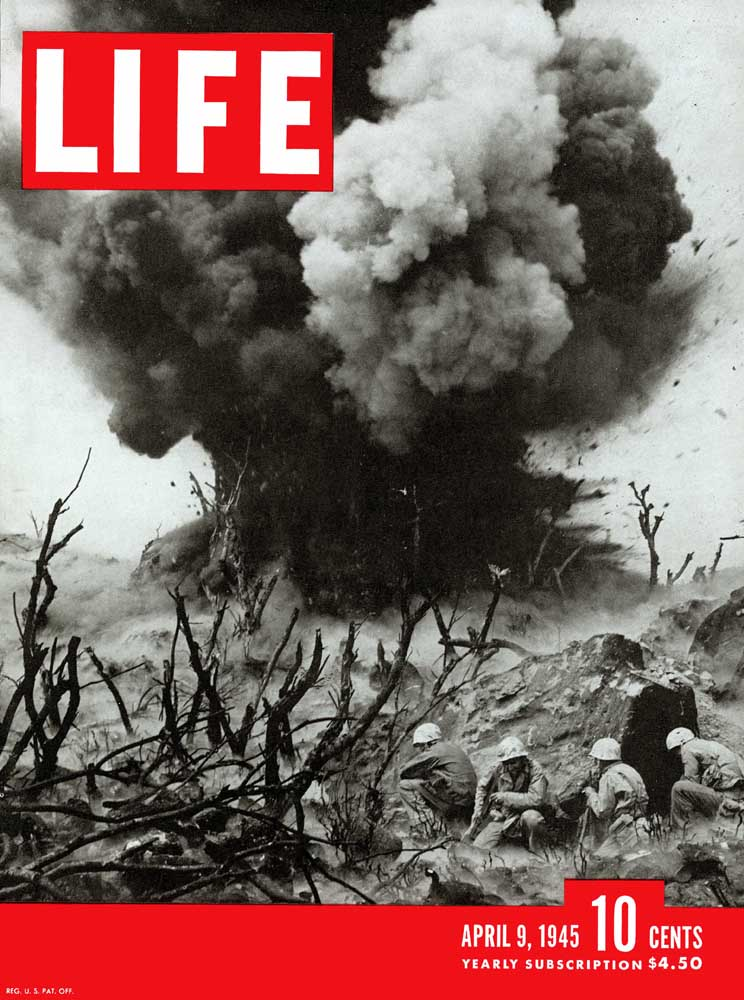 LIFE
APRIL 9, 1945 10 CENTS
YEARLY SUBSCRIPTION $4.50
REG. U. S. PAT. OFF.